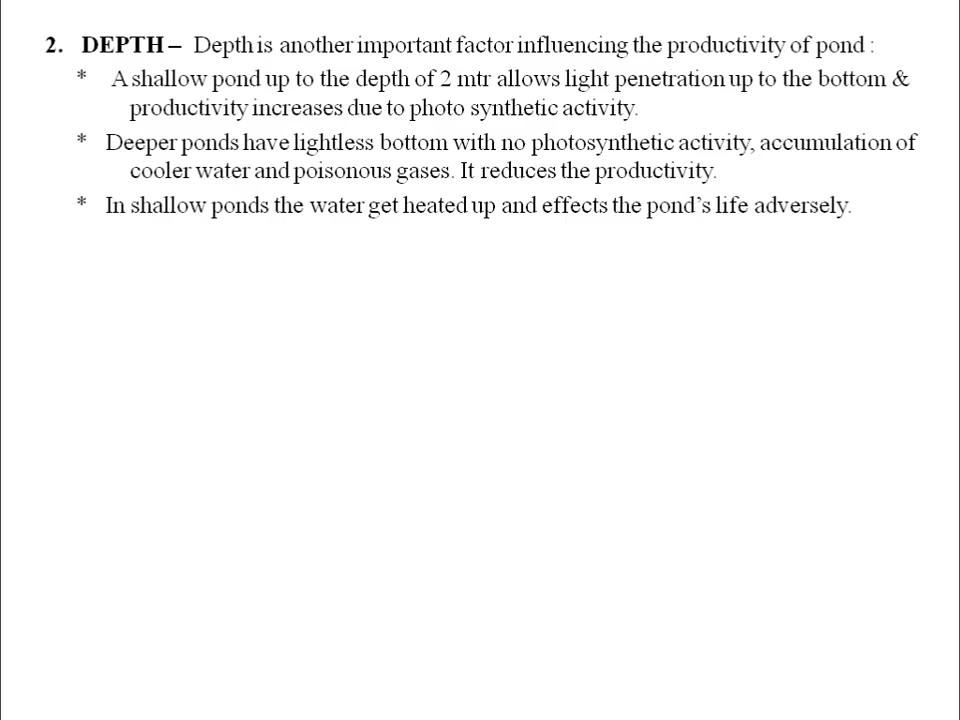 2. DEPTH – Depth is another important factor influencing the productivity of pond :
* A shallow pond up to the depth of 2 mtr allows light penetration up to the bottom &
productivity increases due to photo synthetic activity.
* Deeper ponds have lightless bottom with no photosynthetic activity, accumulation of
cooler water and poisonous gases. It reduces the productivity.
* In shallow ponds the water get heated up and effects the pond's life adversely.